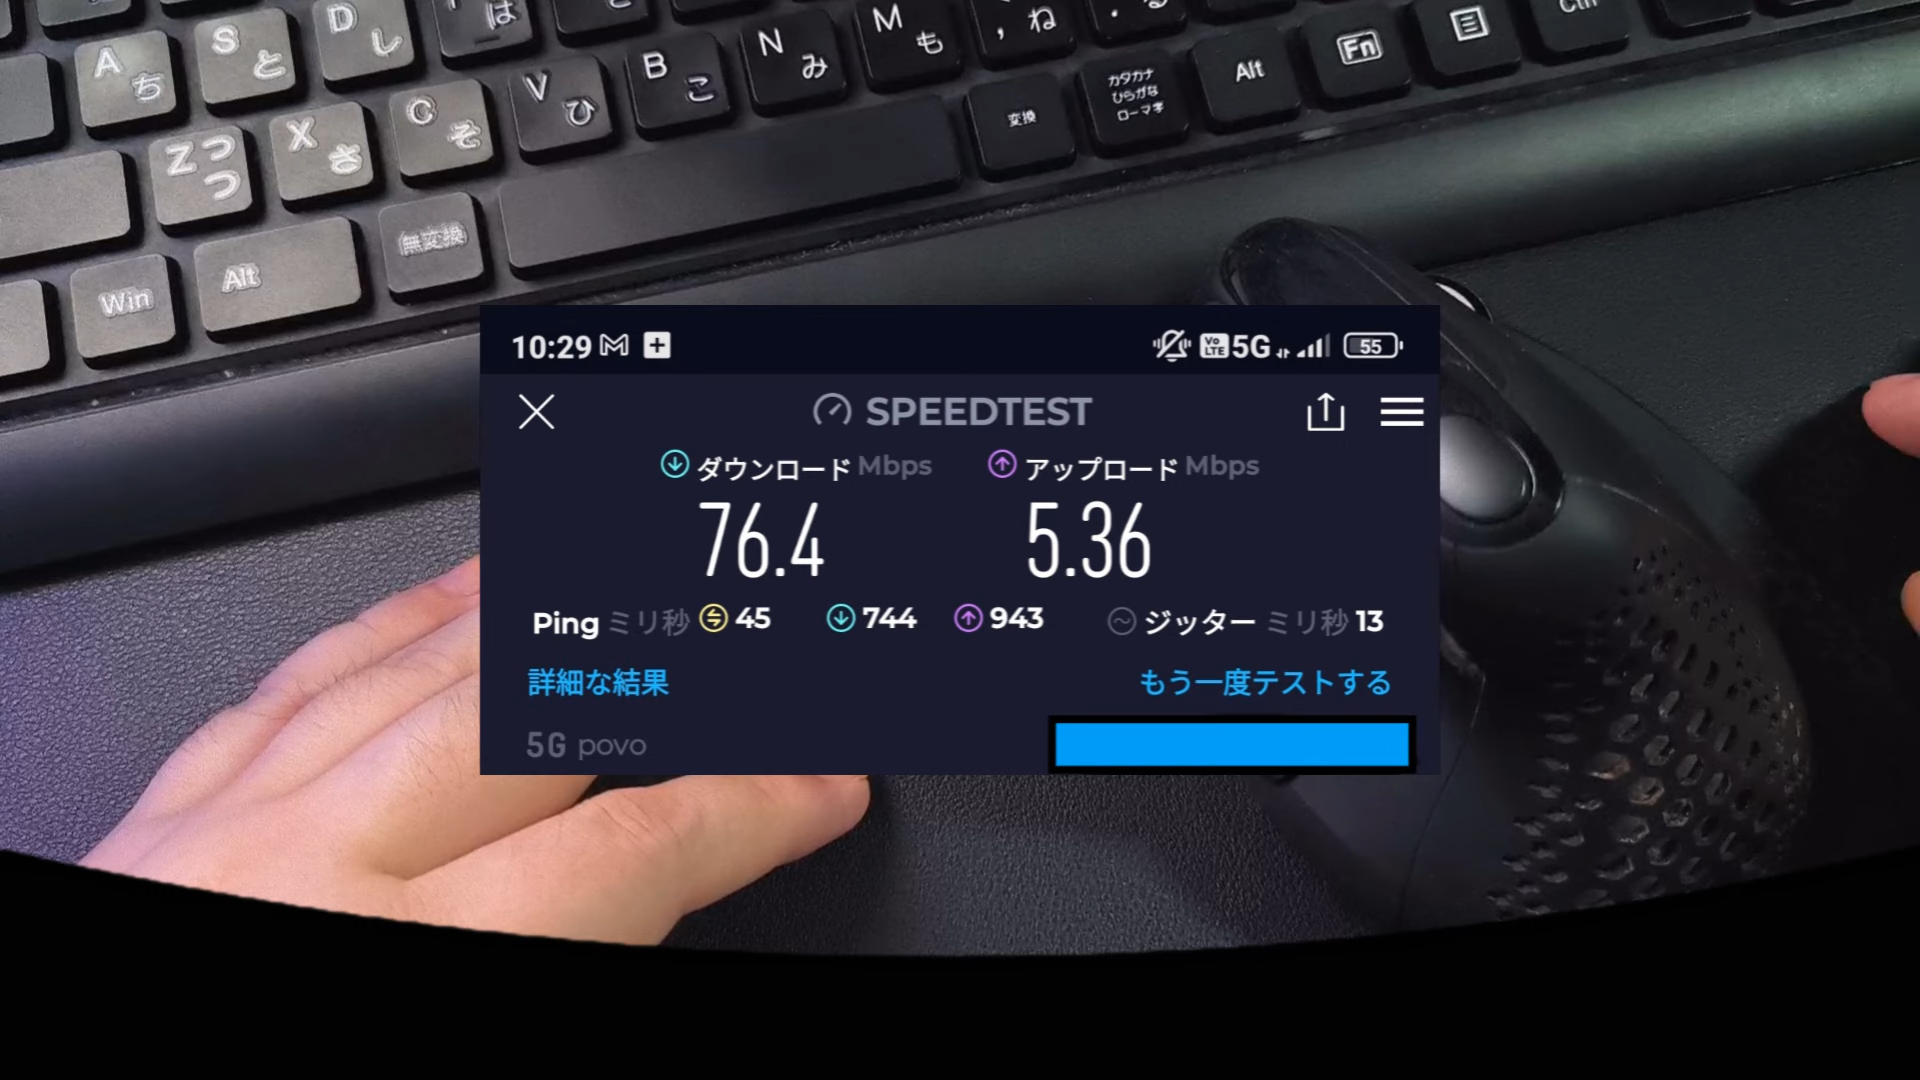 D し は
A ち S と
M も , ね
B こ N み
V ひ
Z つっ X さ C そ
変換 カタカナ ひらがな ローマ字 Alt Fn
Win Alt 無変換
10:29 M + Vo LTE 5G 55
SPEEDTEST
ダウンロード Mbps アップロード Mbps
76.4 5.36
Ping ミリ秒 45 744 943 ジッター ミリ秒 13
詳細な結果 もう一度テストする
5G povo